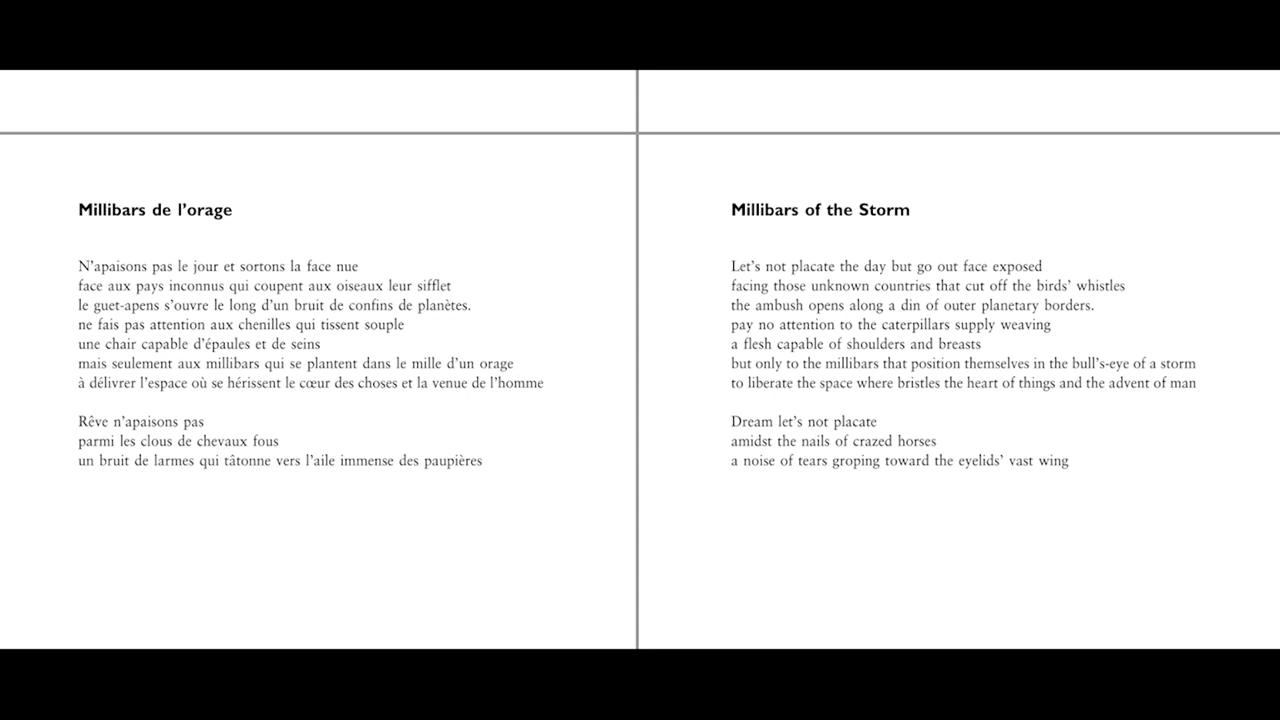 Millibars de l'orage
N'apaisons pas le jour et sortons la face nue
face aux pays inconnus qui coupent aux oiseaux leur sifflet
le guet-apens s'ouvre le long d'un bruit de confins de planètes.
ne fais pas attention aux chenilles qui tissent souple
une chair capable d'épaules et de seins
mais seulement aux millibars qui se plantent dans le mille d'un orage
à délivrer l'espace où se hérissent le cœur des choses et la venue de l'homme
Rêve n'apaisons pas
parmi les clous de chevaux fous
un bruit de larmes qui tâtonne vers l'aile immense des paupières
Millibars of the Storm
Let's not placate the day but go out face exposed
facing those unknown countries that cut off the birds' whistles
the ambush opens along a din of outer planetary borders.
pay no attention to the caterpillars supply weaving
a flesh capable of shoulders and breasts
but only to the millibars that position themselves in the bull's-eye of a storm
to liberate the space where bristles the heart of things and the advent of man
Dream let's not placate
amidst the nails of crazed horses
a noise of tears groping toward the eyelids' vast wing